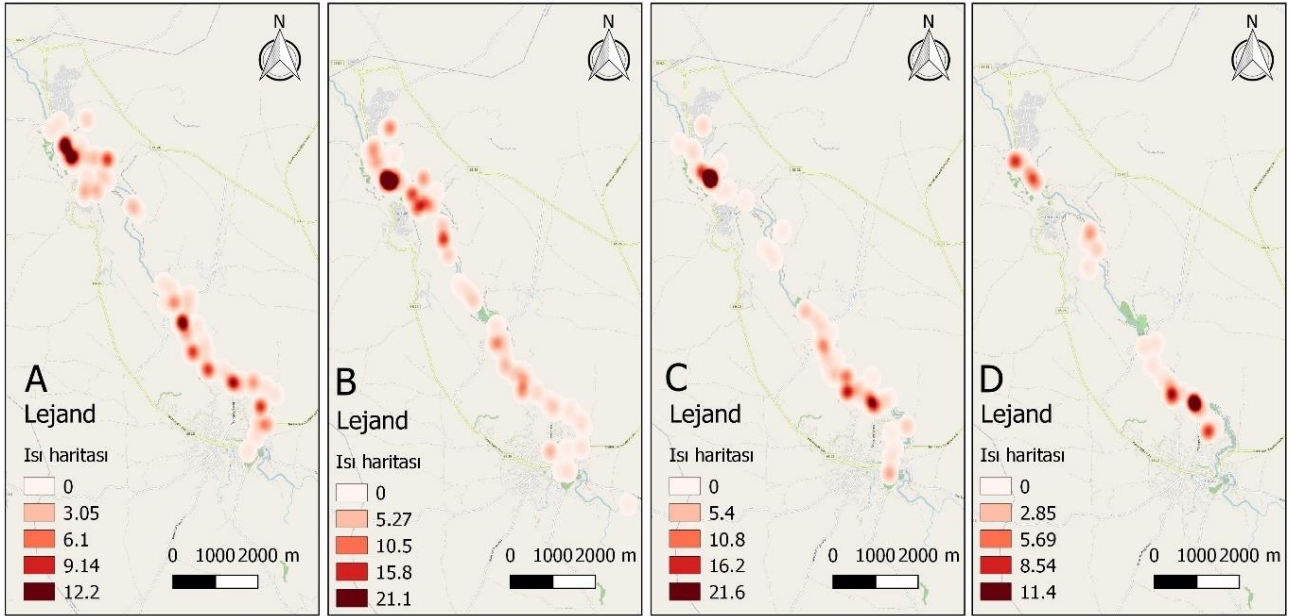 N
A
Lejand
Isı haritası
0
3.05
6.1
9.14
12.2
0 1000 2000 m
N
B
Lejand
Isı haritası
0
5.27
10.5
15.8
21.1
0 1000 2000 m
N
C
Lejand
Isı haritası
0
5.4
10.8
16.2
21.6
0 1000 2000 m
N
D
Lejand
Isı haritası
0
2.85
5.69
8.54
11.4
0 1000 2000 m